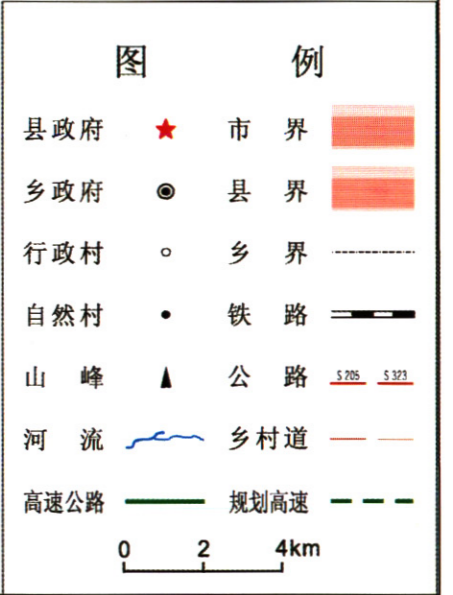 图 例
县政府 市 界
乡政府 县 界
行政村 乡 界
自然村 铁 路
山 峰 公 路 S 205 S 323
河 流 乡村道
高速公路 规划高速
0 2 4km